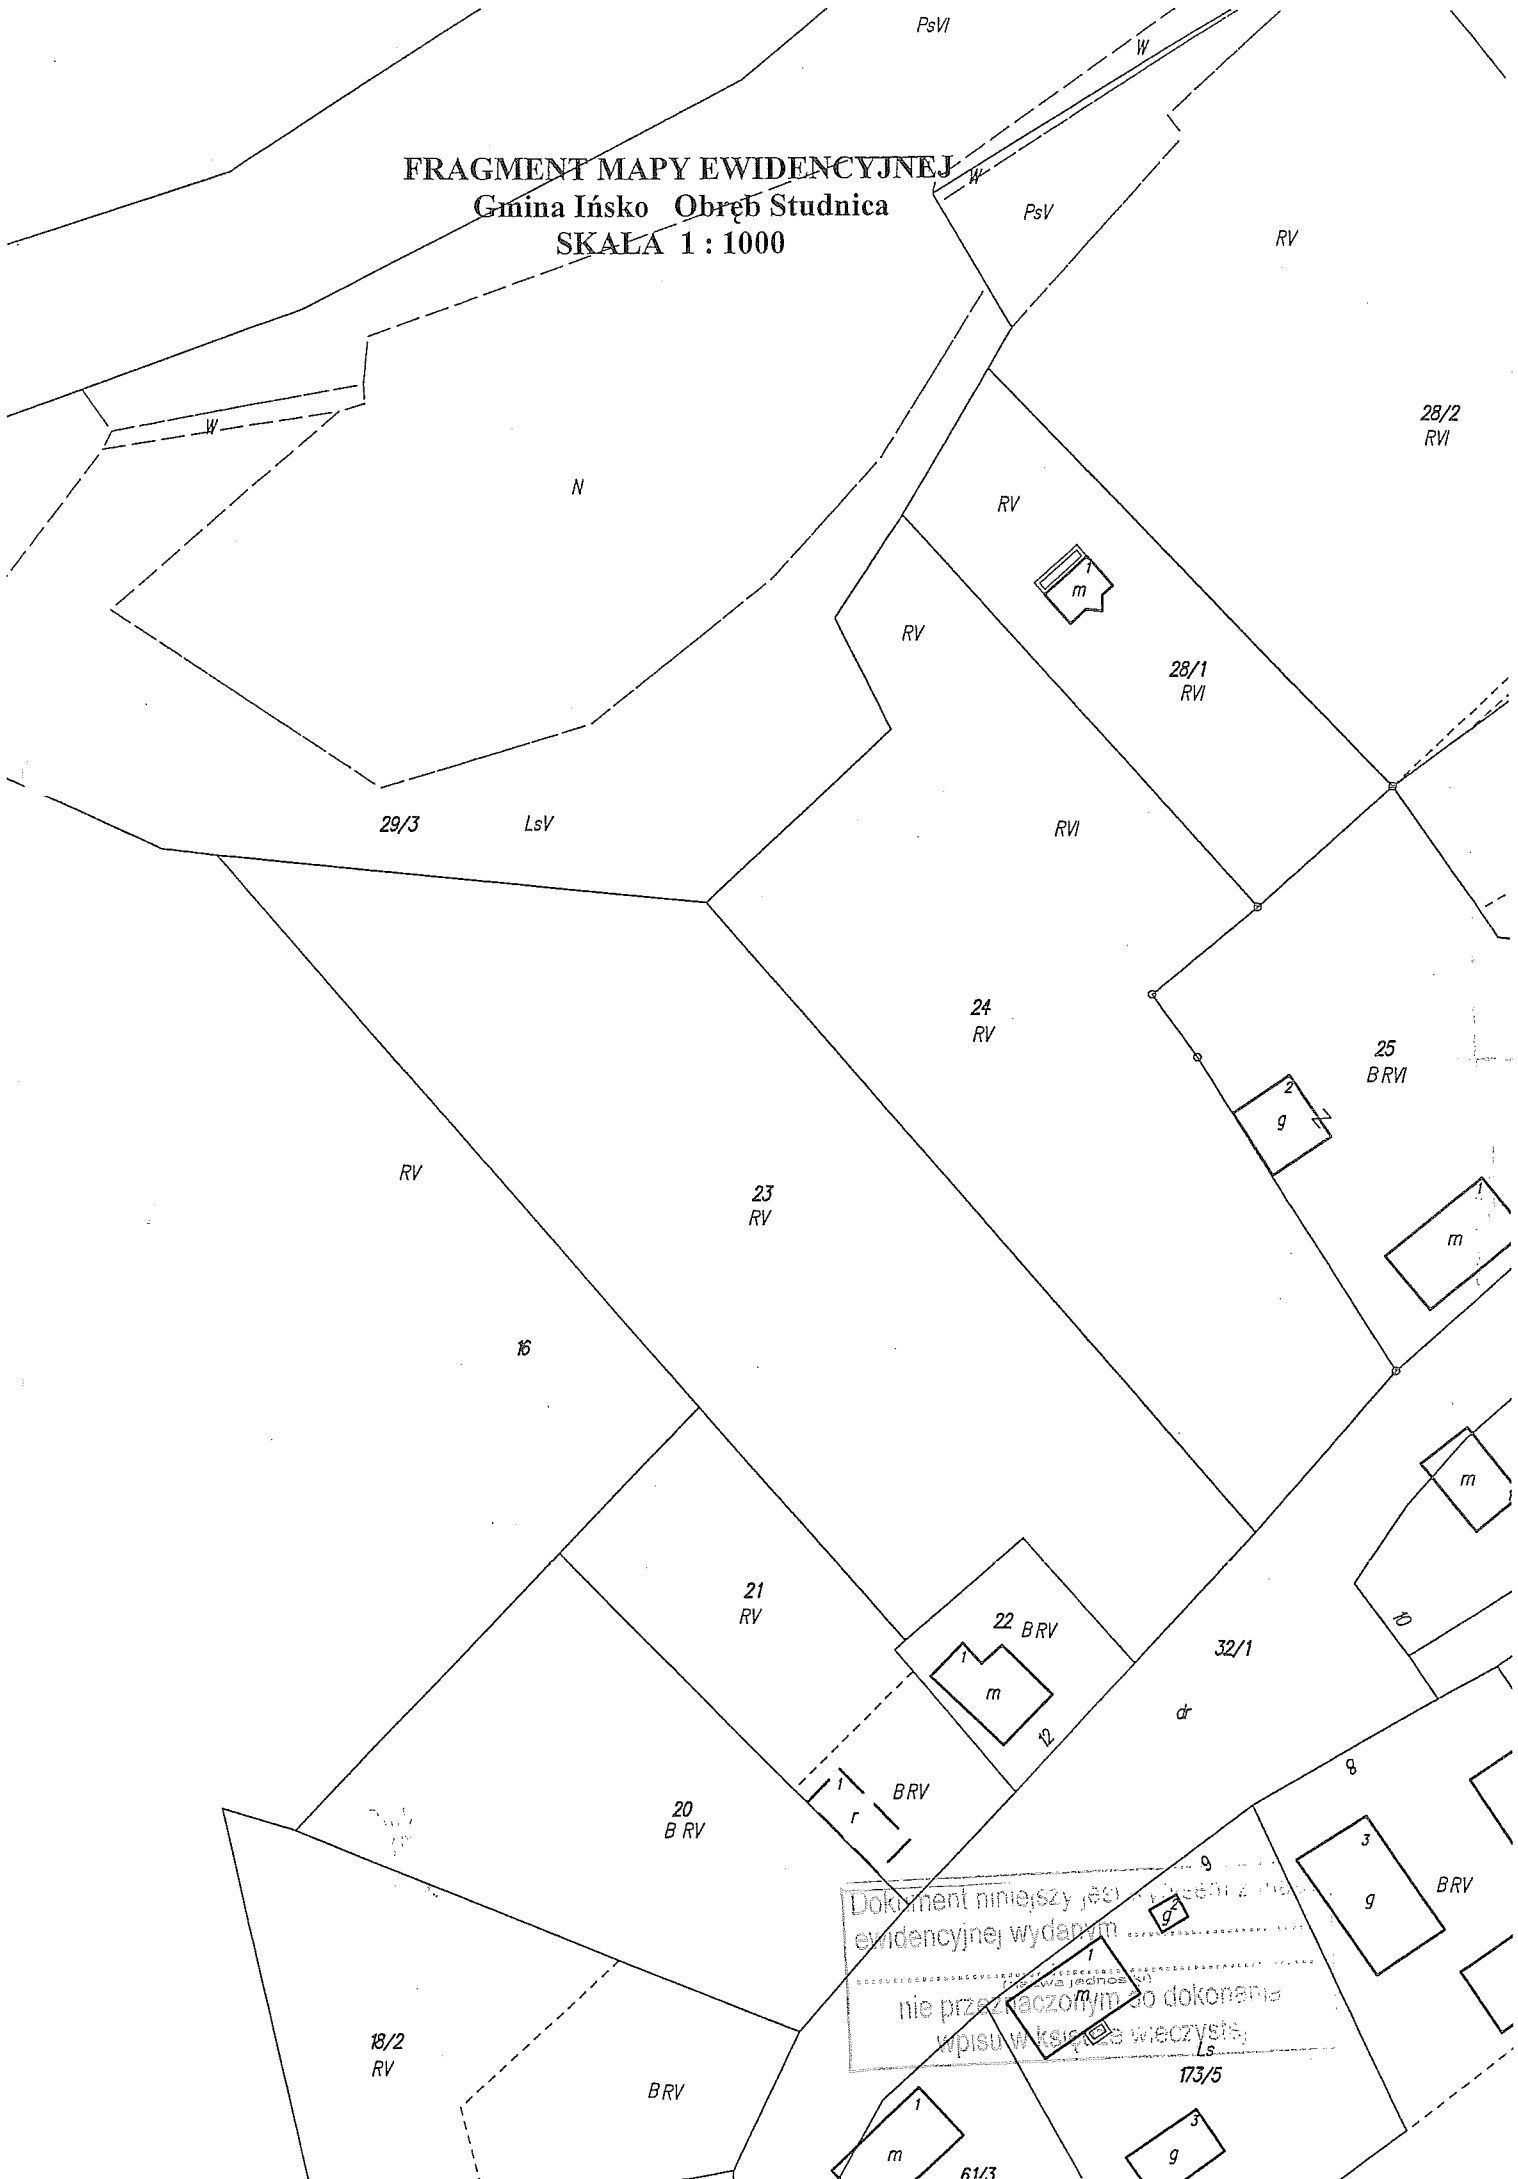 PsVI
W
FRAGMENT MAPY EWIDENCYJNEJ
W
Gmina Ińsko Obręb Studnica
PsV
RV
SKALA 1 : 1000
28/2
RVI
W
N
RV
1
m
RV
28/1
RVI
29/3
LsV
RVI
24
RV
25
B RVI
2
g
RV
23
RV
1
m
16
m
1
21
RV
22
B RV
10
32/1
1
m
dr
12
8
1
r
B RV
20
B RV
3
g
B RV
9
Dokument niniejszy jest
2
g
ewidencyjnej wydanym
1
m
(nazwa jednostki)
nie przeznaczonym do dokonania
wpisu w księdze wieczystej
Ls
173/5
18/2
RV
B RV
1
m
3
g
61/3